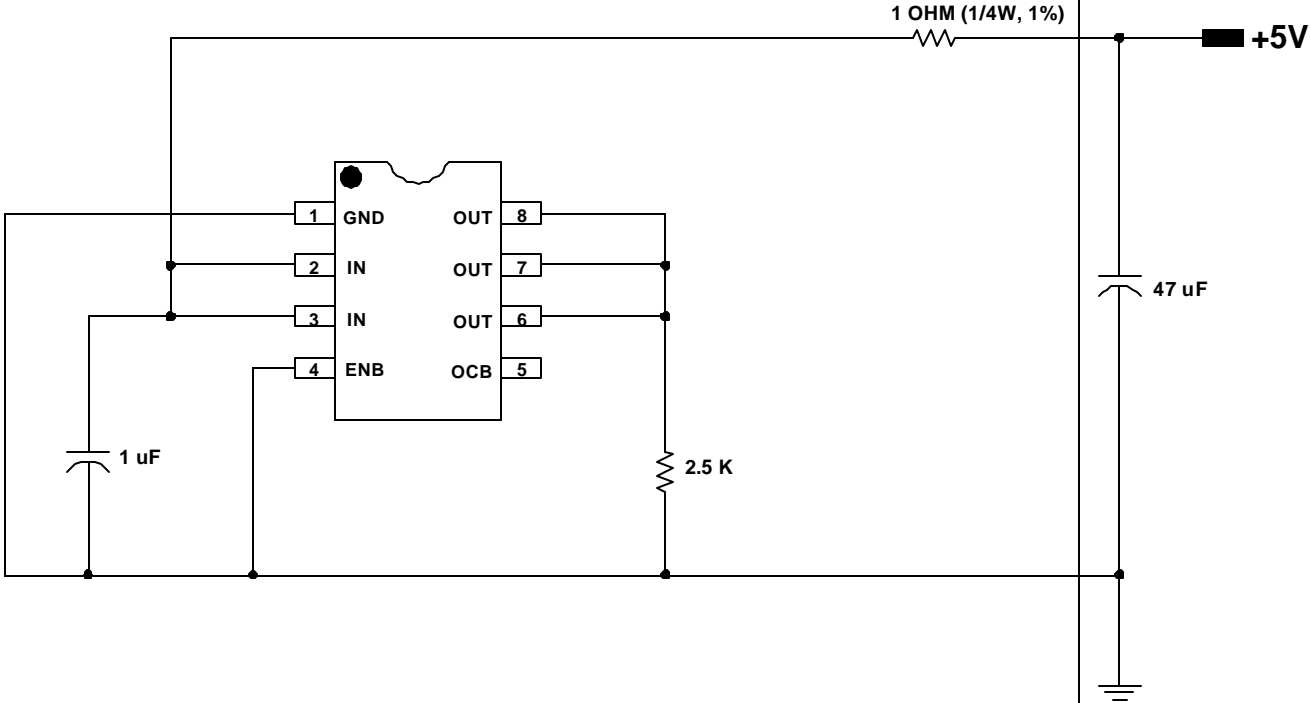 1 OHM (1/4W, 1%)
+5V
1 GND OUT 8
2 IN OUT 7
3 IN OUT 6
4 ENB OCB 5
47 uF
1 uF
2.5 K